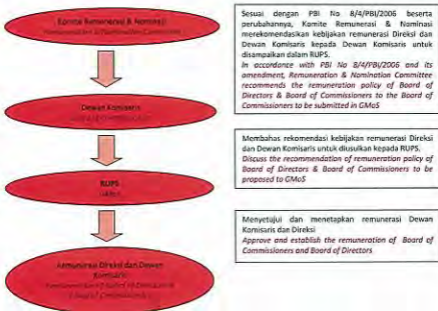 Komite Remunerasi & Nominasi
Remuneration & Nomination Committee
Sesuai dengan PBI No 8/4/PBI/2006 beserta
perubahannya, Komite Remunerasi & Nominasi
merekomendasikan kebijakan remunerasi Direksi dan
Dewan Komisaris kepada Dewan Komisaris untuk
disampaikan dalam RUPS.
In accordance with PBI No 8/4/PBI/2006 and its
amendment, Remuneration & Nomination Committee
recommends the remuneration policy of Board of
Directors & Board of Commissioners to the Board of
Commissioners to be submitted in GMoS
Dewan Komisaris
Membahas rekomendasi kebijakan remunerasi Direksi
dan Dewan Komisaris untuk diusulkan kepada RUPS.
Discuss the recommendation of remuneration policy of
Board of Directors & Board of Commissioners to be
proposed to GMoS
RUPS
Menyetujui dan menetapkan remunerasi Dewan
Komisaris dan Direksi
Approve and establish the remuneration of Board of
Commissioners and Board of Directors
Remunerasi Direksi dan Dewan
Komisaris